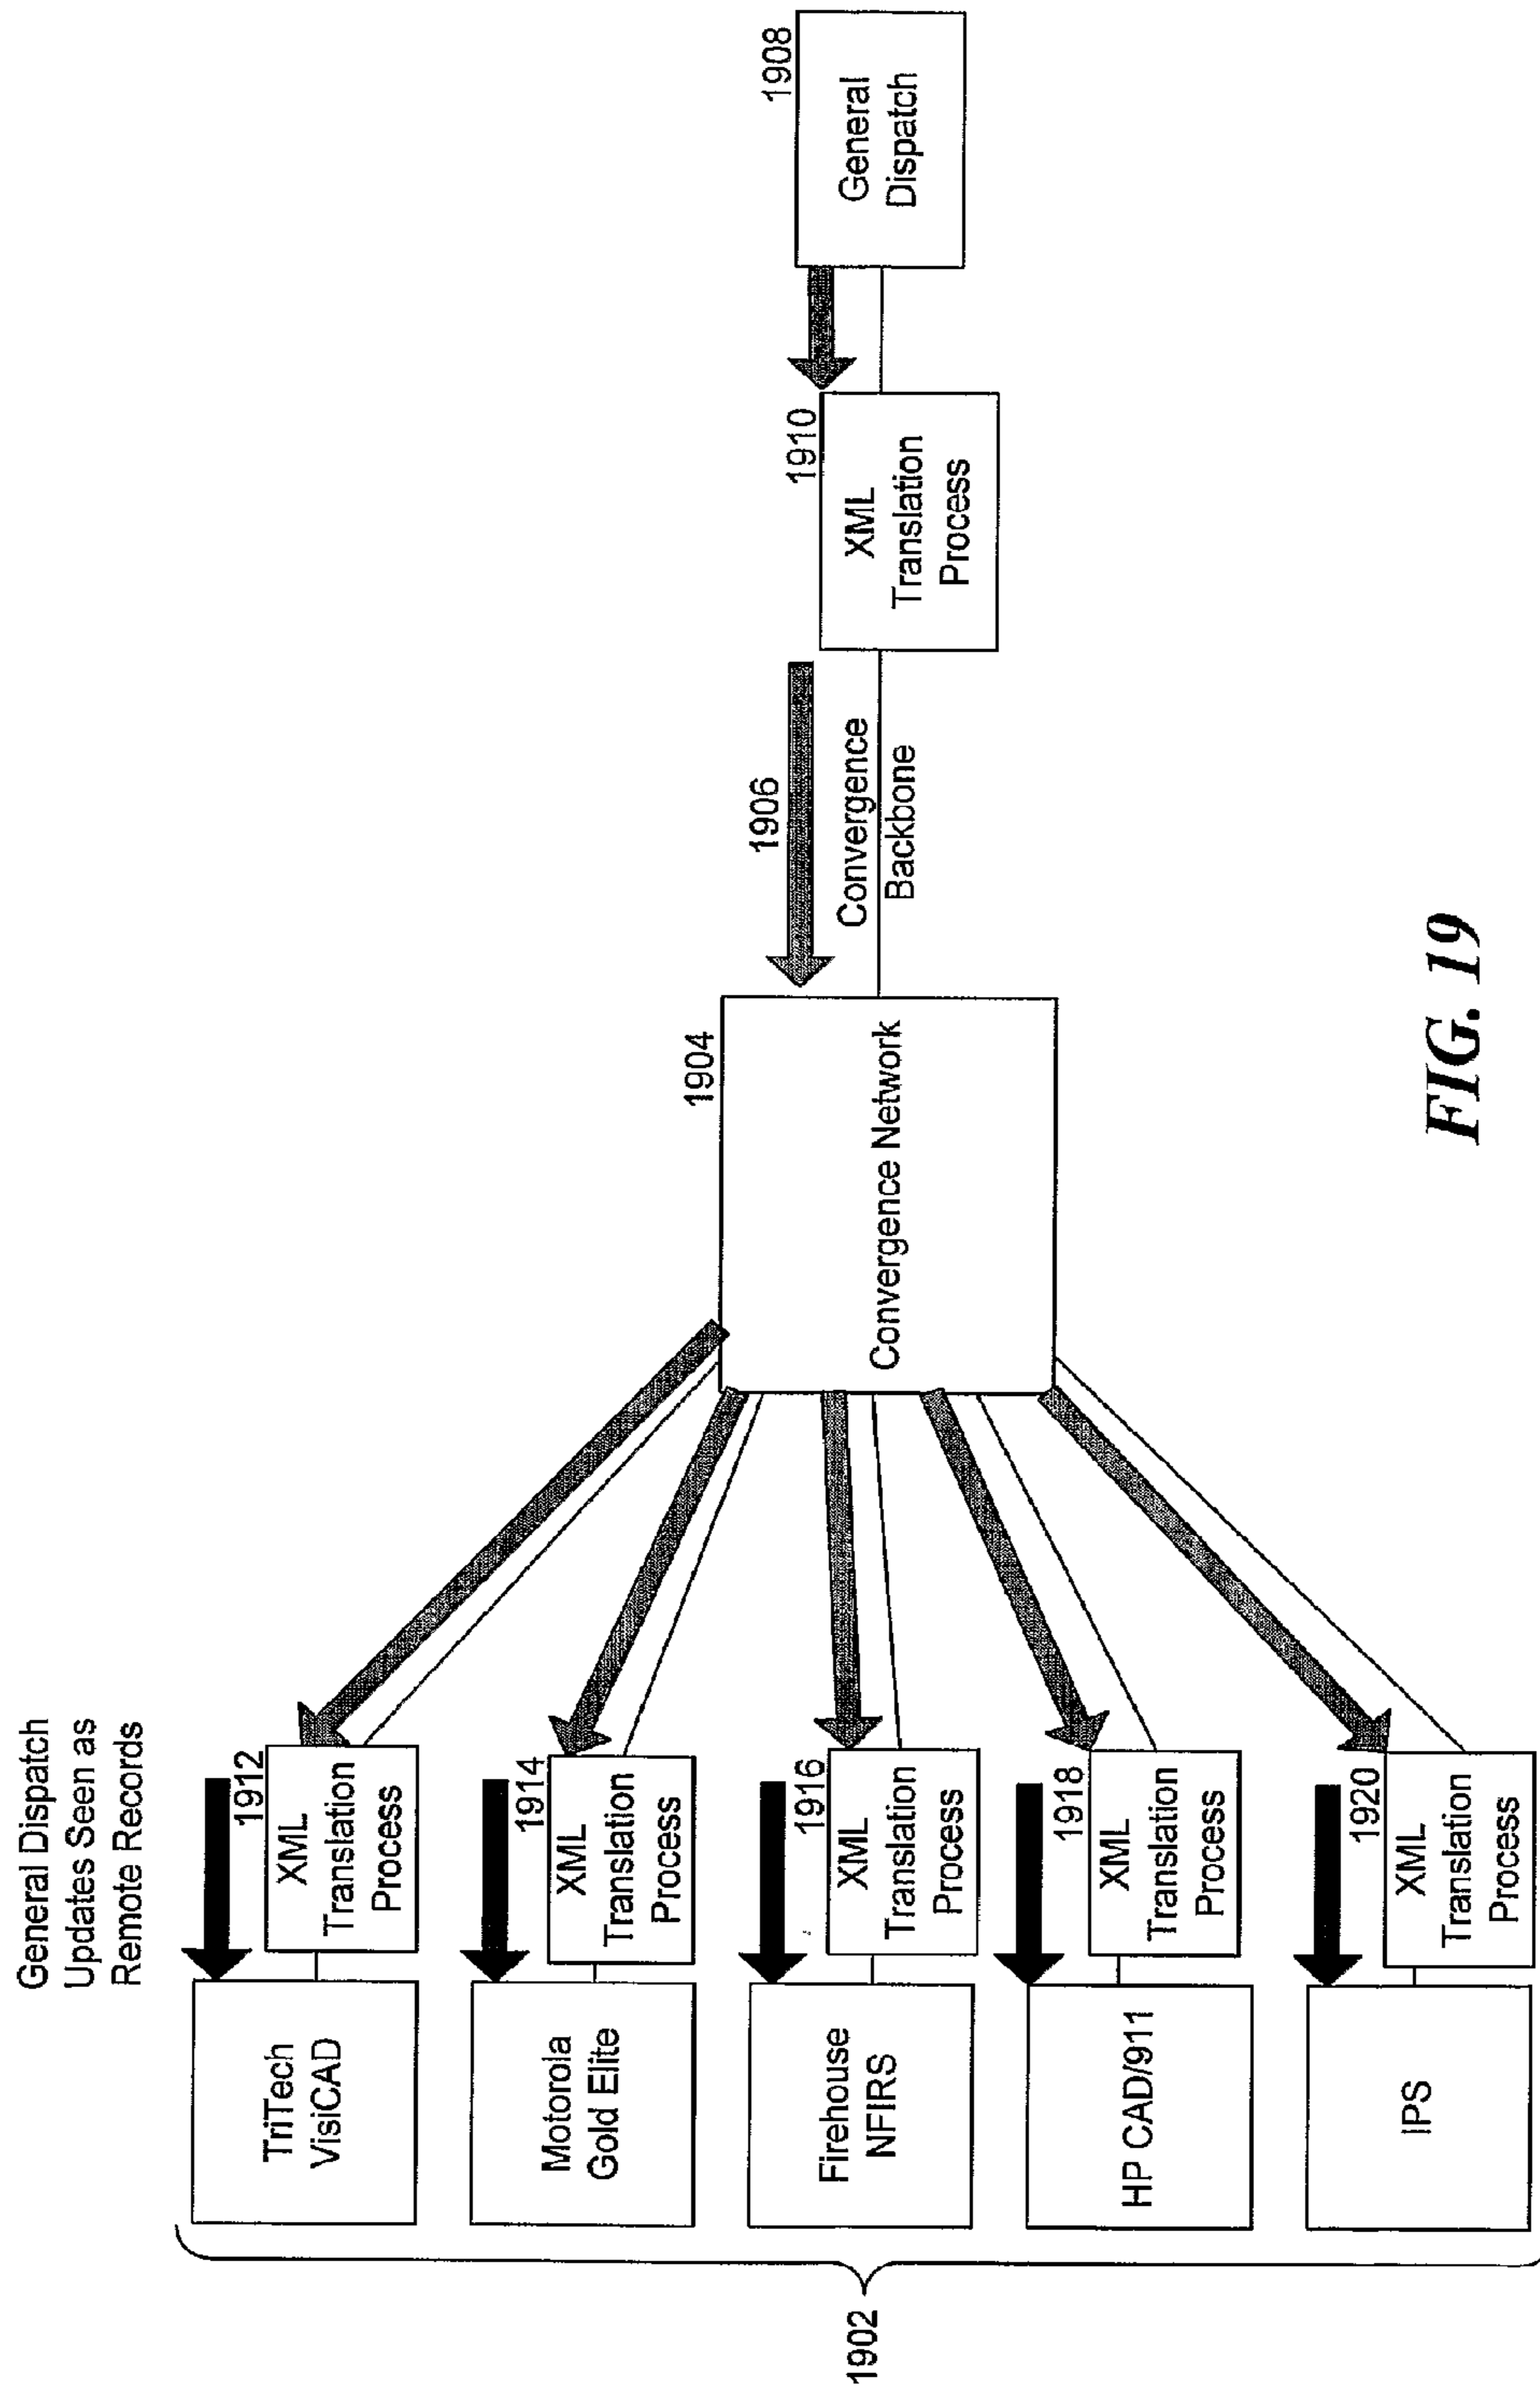 General Dispatch
Updates Seen as
Remote Records
1902
TriTech
VisiCAD
1912
XML
Translation
Process
Motorola
Gold Elite
1914
XML
Translation
Process
Firehouse
NFIRS
1916
XML
Translation
Process
HP CAD/911
1918
XML
Translation
Process
IPS
1920
XML
Translation
Process
1904
Convergence Network
1906
Convergence
Backbone
1910
XML
Translation
Process
1908
General
Dispatch
FIG. 19